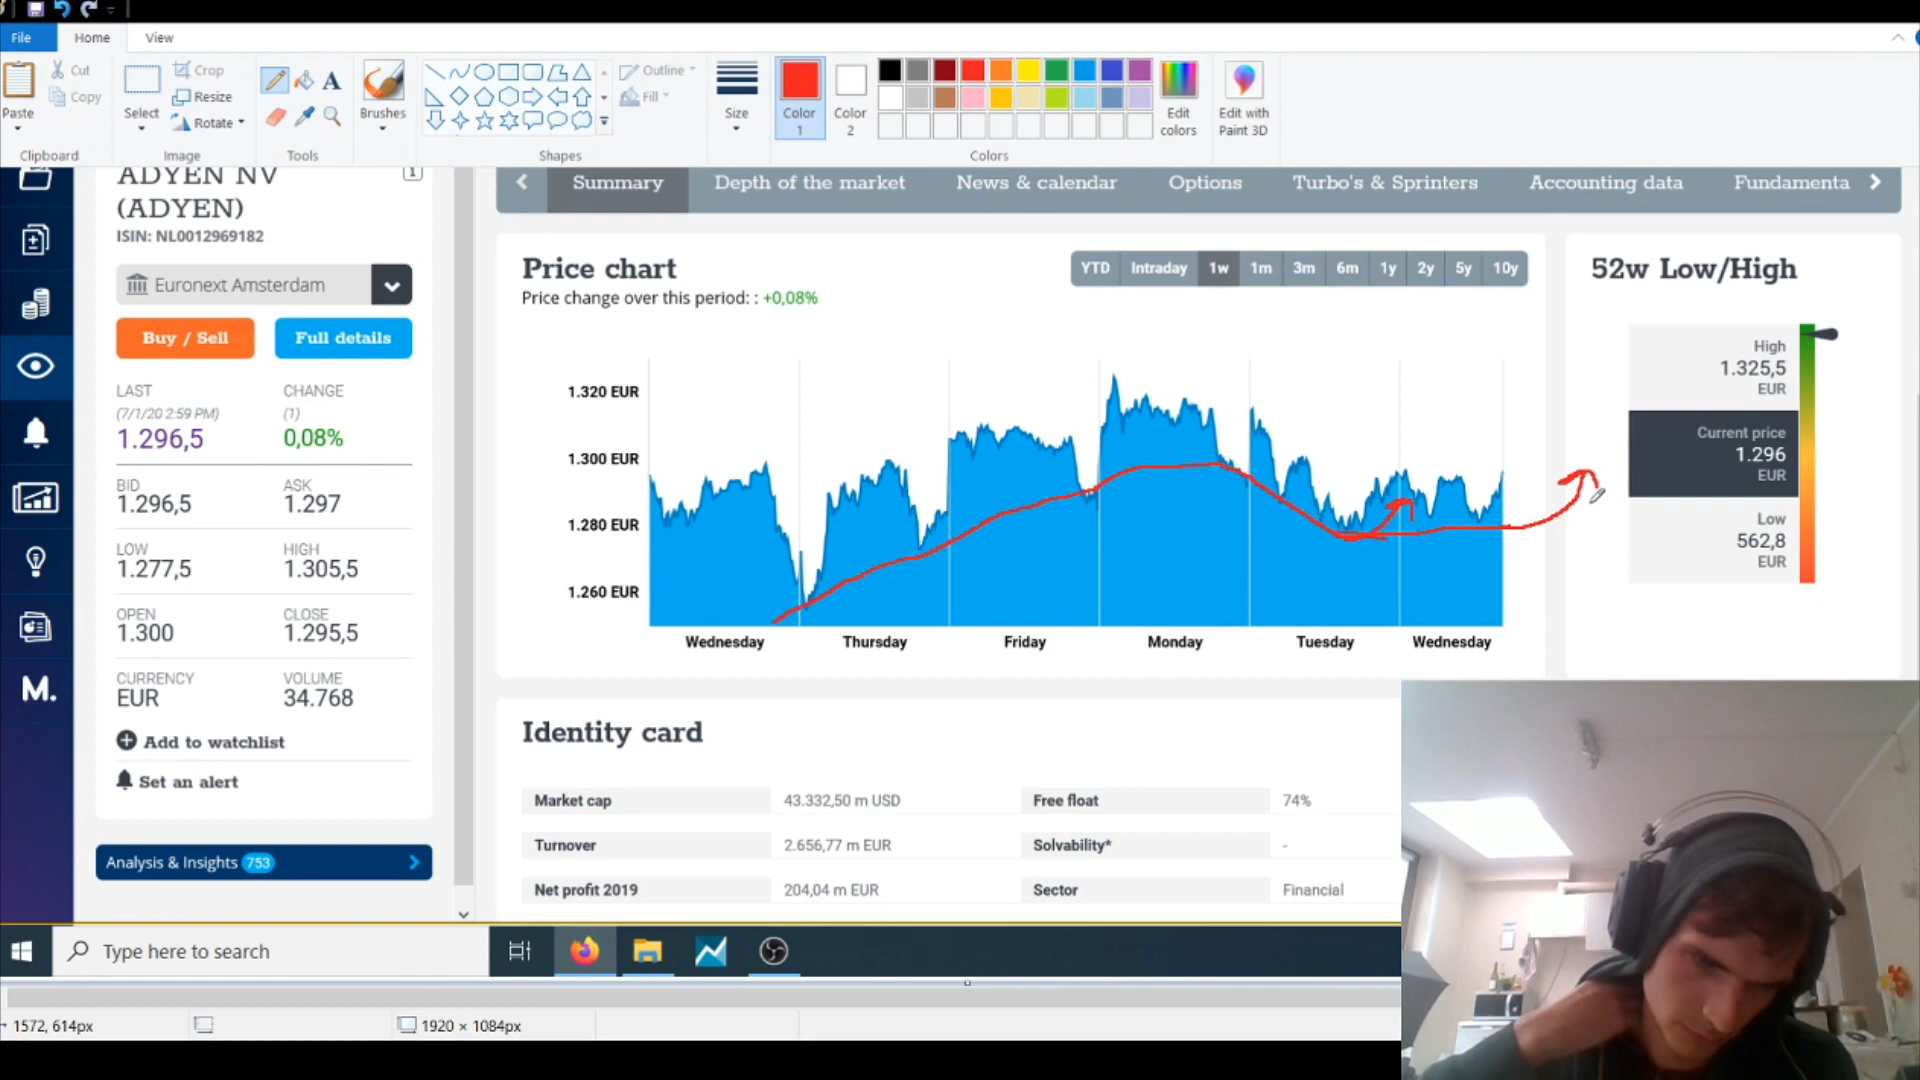 File Home View
Cut
Copy
Paste
Clipboard
Select
Crop
Resize
Rotate
Image
Tools
Brushes
Shapes
Outline
Fill
Size
Color 1
Color 2
Edit colors
Edit with Paint 3D
Colors
ADYEN NV
(ADYEN)
1
ISIN: NL0012969182
Euronext Amsterdam
Buy / Sell Full details
LAST CHANGE
(7/1/20 2:59 PM) (1)
1.296,5 0,08%
BID ASK
1.296,5 1.297
LOW HIGH
1.277,5 1.305,5
OPEN CLOSE
1.300 1.295,5
CURRENCY VOLUME
EUR 34.768
Add to watchlist
Set an alert
Analysis & Insights 753
M.
Summary Depth of the market News & calendar Options Turbo's & Sprinters Accounting data Fundamenta
Price chart
YTD Intraday 1w 1m 3m 6m 1y 2y 5y 10y
Price change over this period: : +0,08%
1.320 EUR
1.300 EUR
1.280 EUR
1.260 EUR
Wednesday Thursday Friday Monday Tuesday Wednesday
52w Low/High
High
1.325,5
EUR
Current price
1.296
EUR
Low
562,8
EUR
Identity card
Market cap 43.332,50 m USD Free float 74%
Turnover 2.656,77 m EUR Solvability* -
Net profit 2019 204,04 m EUR Sector Financial
Type here to search
1572, 614px 1920 × 1084px